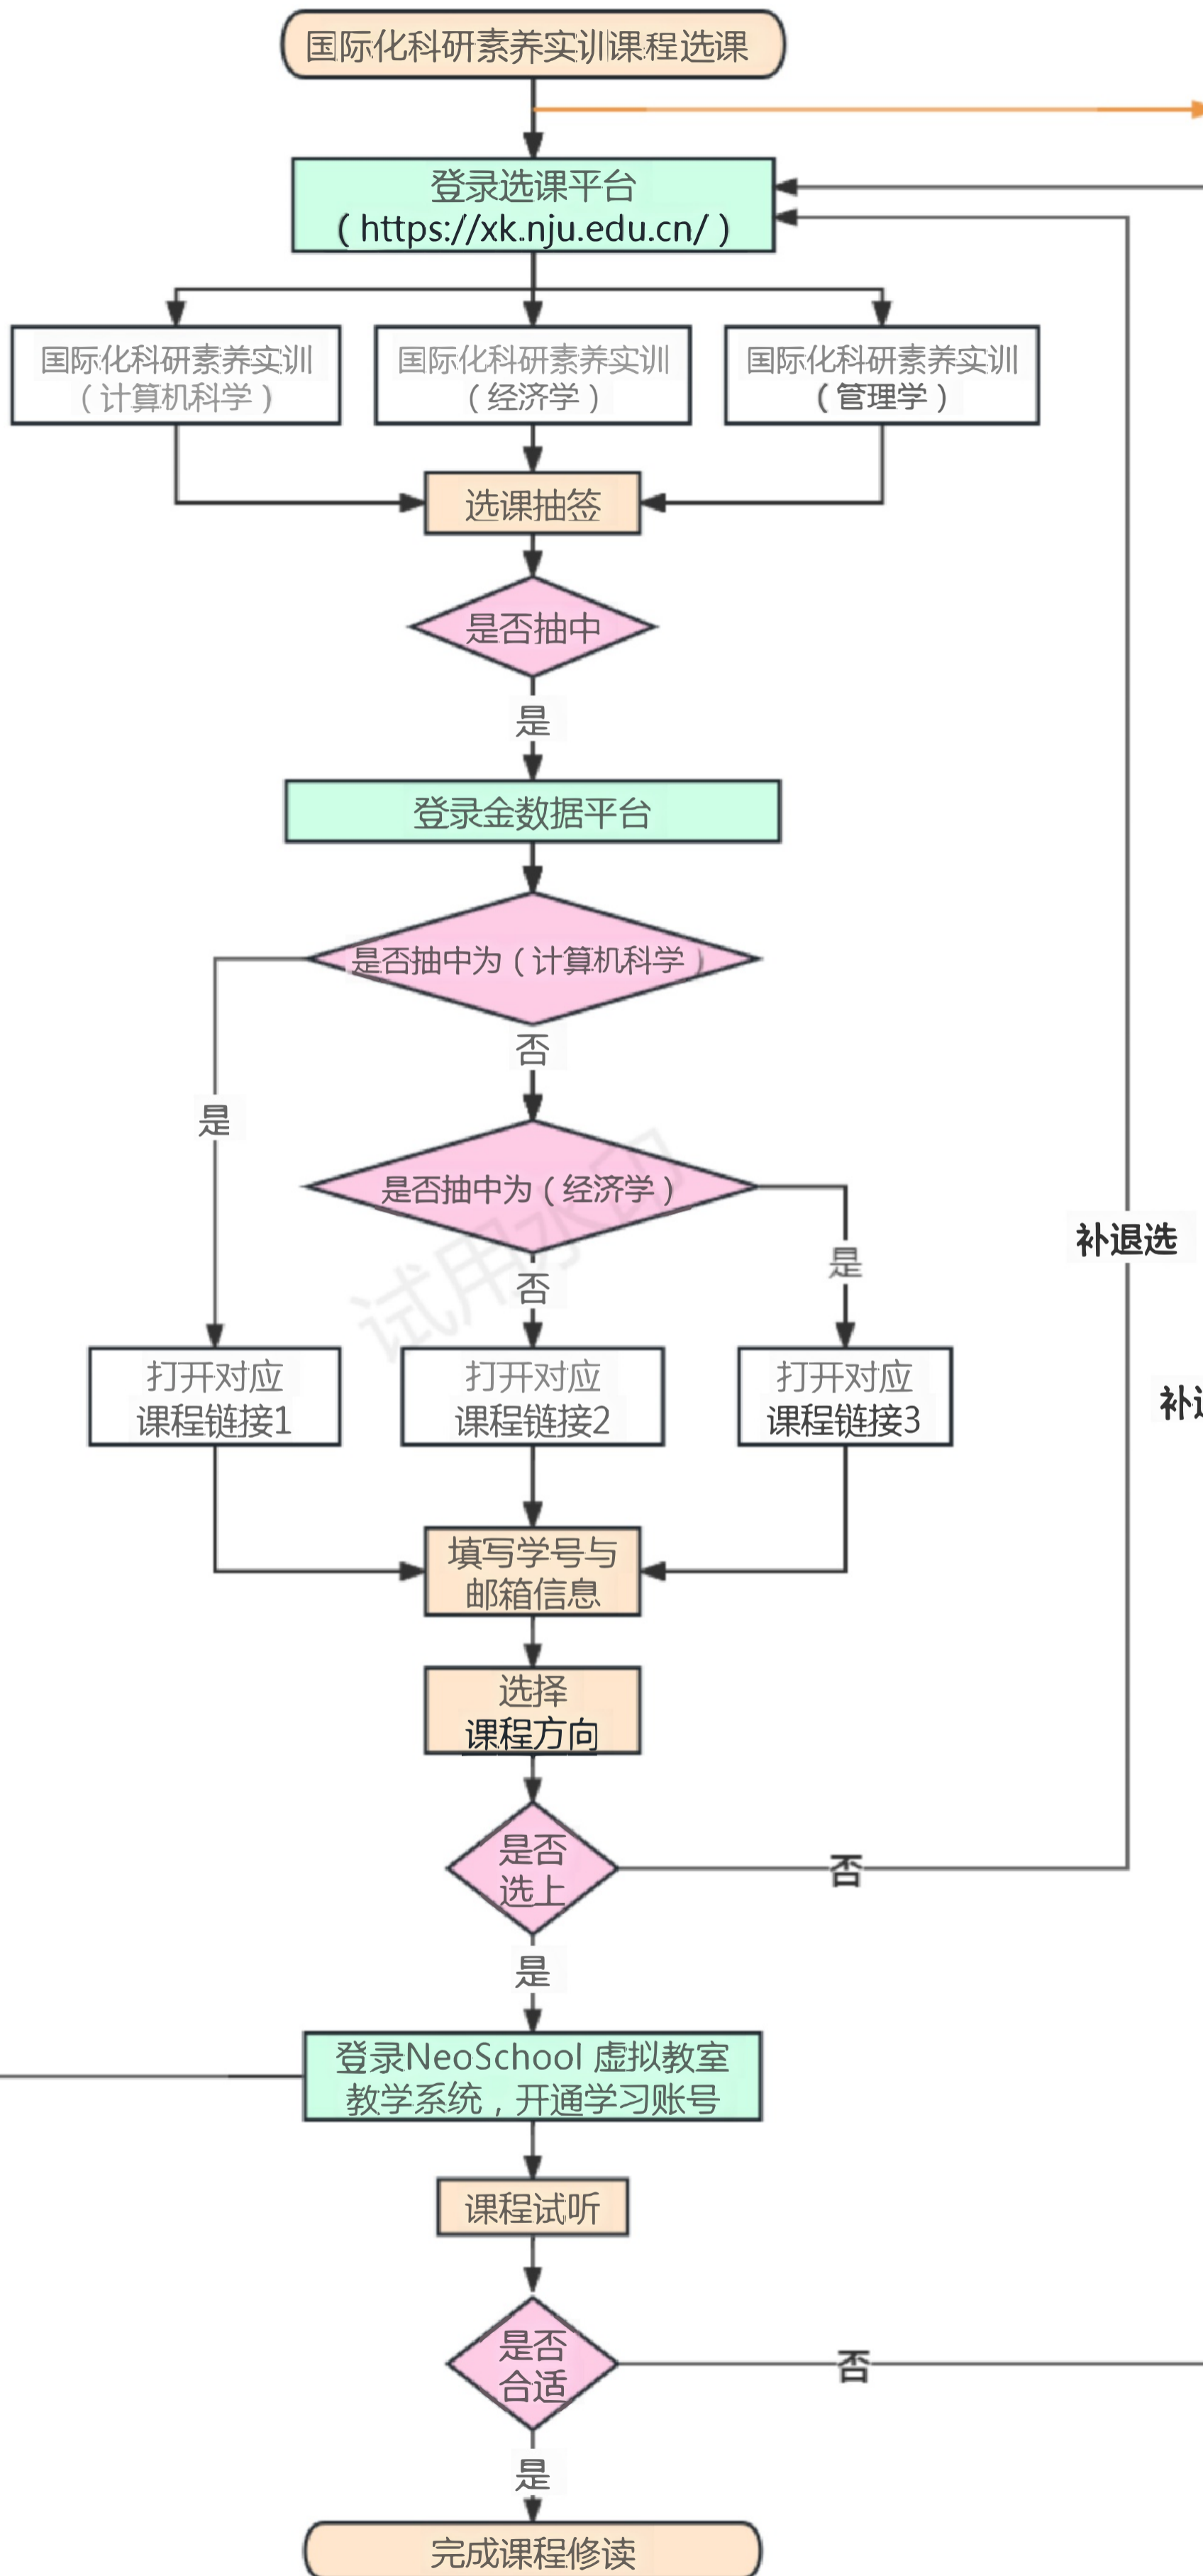 国际化科研素养实训课程选课
登录选课平台
（https://xk.nju.edu.cn/）
国际化科研素养实训
（计算机科学）
国际化科研素养实训
（经济学）
国际化科研素养实训
（管理学）
选课抽签
是否抽中
是
登录金数据平台
是否抽中为（计算机科学）
否
是
是否抽中为（经济学）
否
是
补退选
试用水印
打开对应
课程链接1
打开对应
课程链接2
打开对应
课程链接3
补
填写学号与
邮箱信息
选择
课程方向
是否
选上
否
是
登录NeoSchool 虚拟教室
教学系统，开通学习账号
课程试听
是否
合适
否
是
完成课程修读